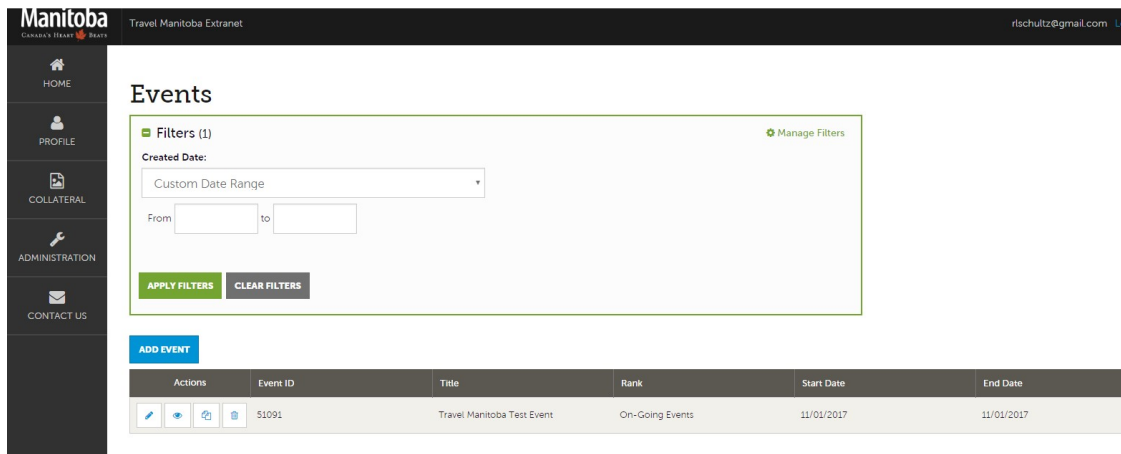 Manitoba
CANADA'S HEART BEATS
Travel Manitoba Extranet
rlschultz@gmail.com
HOME
PROFILE
COLLATERAL
ADMINISTRATION
CONTACT US
Events
Filters (1)
Manage Filters
Created Date:
Custom Date Range
From to
APPLY FILTERS CLEAR FILTERS
ADD EVENT
Actions Event ID Title Rank Start Date End Date
51091 Travel Manitoba Test Event On-Going Events 11/01/2017 11/01/2017